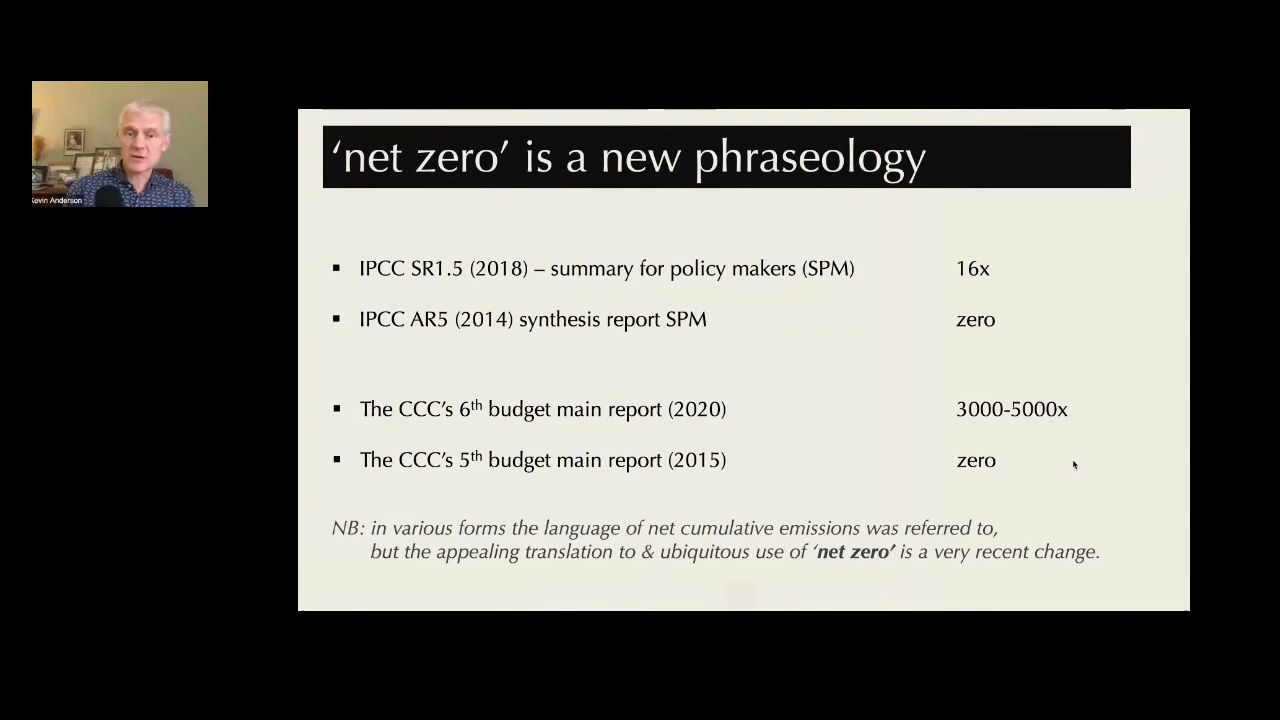 Kevin Anderson
‘net zero’ is a new phraseology
▪ IPCC SR1.5 (2018) – summary for policy makers (SPM) 16x
▪ IPCC AR5 (2014) synthesis report SPM zero
▪ The CCC’s 6th budget main report (2020) 3000-5000x
▪ The CCC’s 5th budget main report (2015) zero
NB: in various forms the language of net cumulative emissions was referred to,
but the appealing translation to & ubiquitous use of ‘net zero’ is a very recent change.